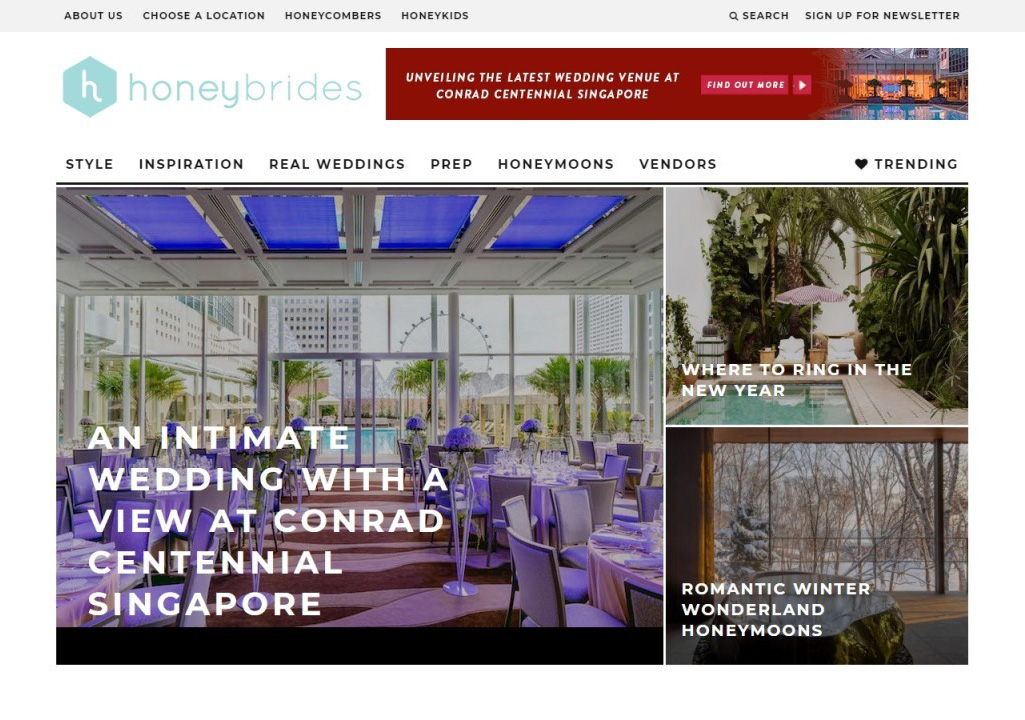 ABOUT US
CHOOSE A LOCATION
HONEYCOMBERS
HONEYKIDS
SEARCH
SIGN UP FOR NEWSLETTER
h honeybrides
UNVEILING THE LATEST WEDDING VENUE AT
CONRAD CENTENNIAL SINGAPORE
FIND OUT MORE
STYLE
INSPIRATION
REAL WEDDINGS
PREP
HONEYMOONS
VENDORS
TRENDING
AN INTIMATE
WEDDING WITH A
VIEW AT CONRAD
CENTENNIAL
SINGAPORE
WHERE TO RING IN THE
NEW YEAR
ROMANTIC WINTER
WONDERLAND
HONEYMOONS